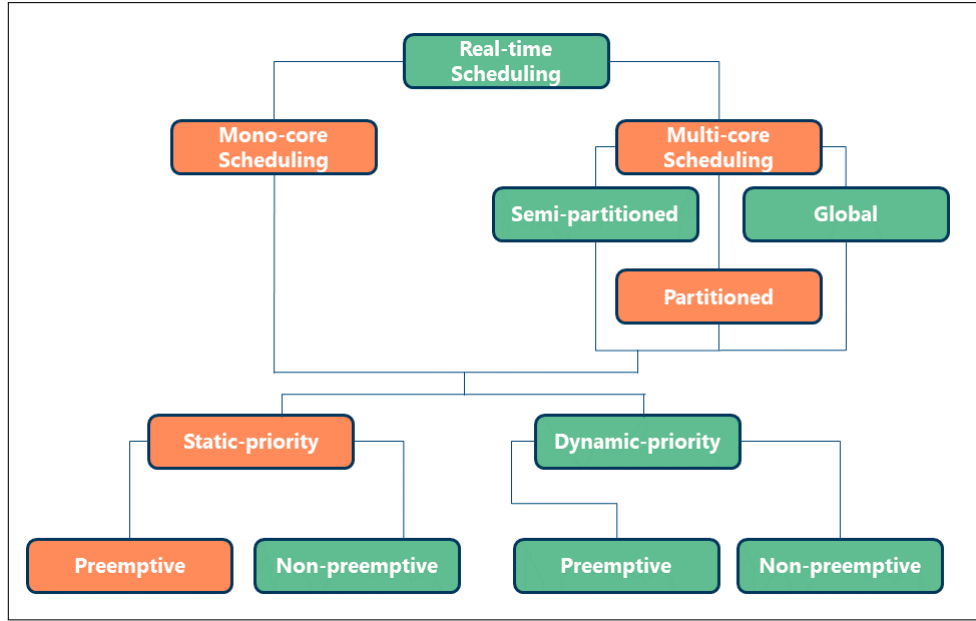 Real-time
Scheduling
Mono-core
Scheduling
Multi-core
Scheduling
Semi-partitioned
Global
Partitioned
Static-priority
Dynamic-priority
Preemptive
Non-preemptive
Preemptive
Non-preemptive